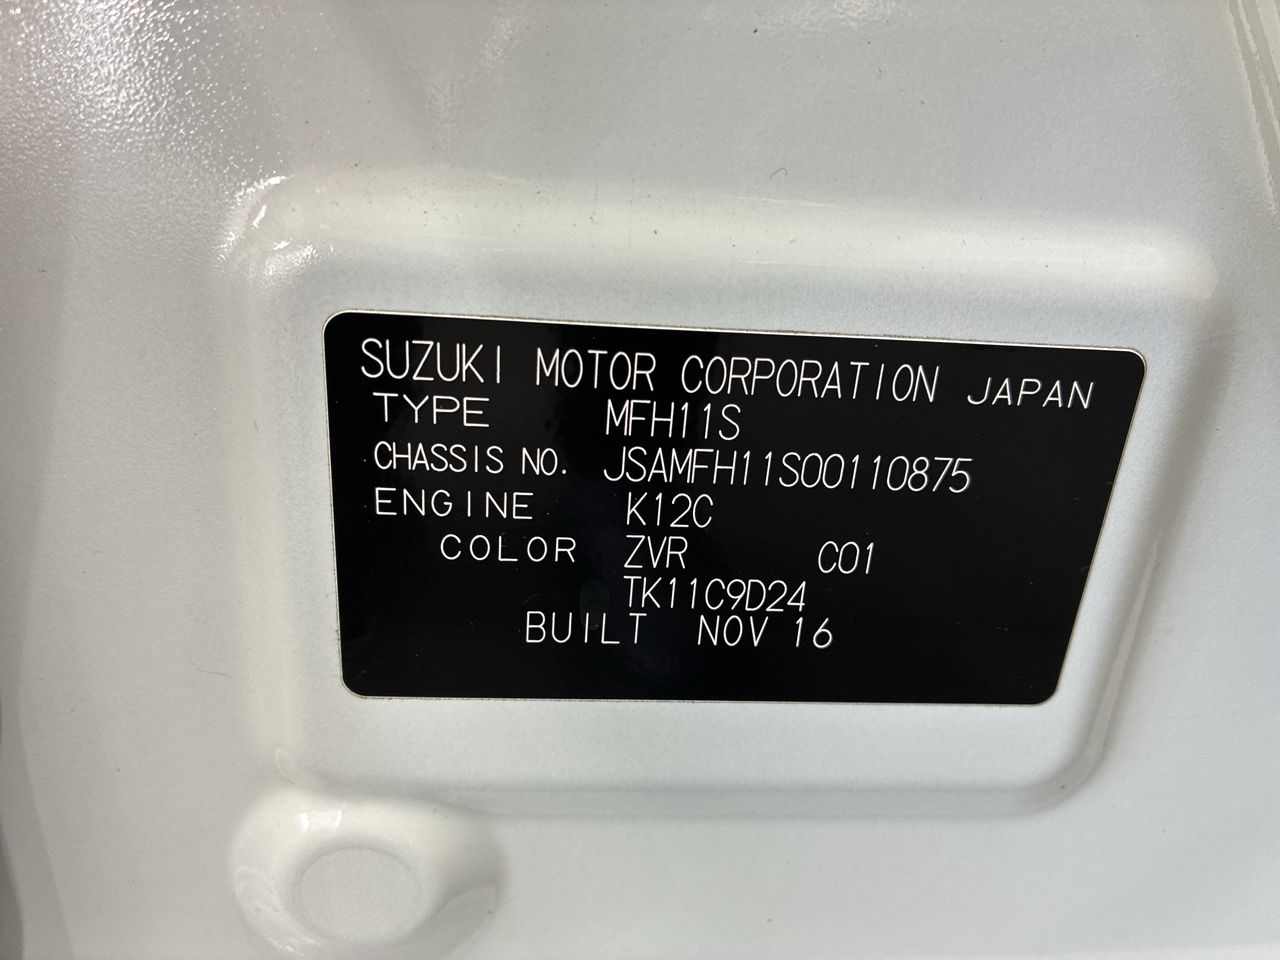 SUZUKI MOTOR CORPORATION JAPAN
TYPE MFH11S
CHASSIS NO. JSAMFH11S00110875
ENGINE K12C
COLOR ZVR C01
TK11C9D24
BUILT NOV 16